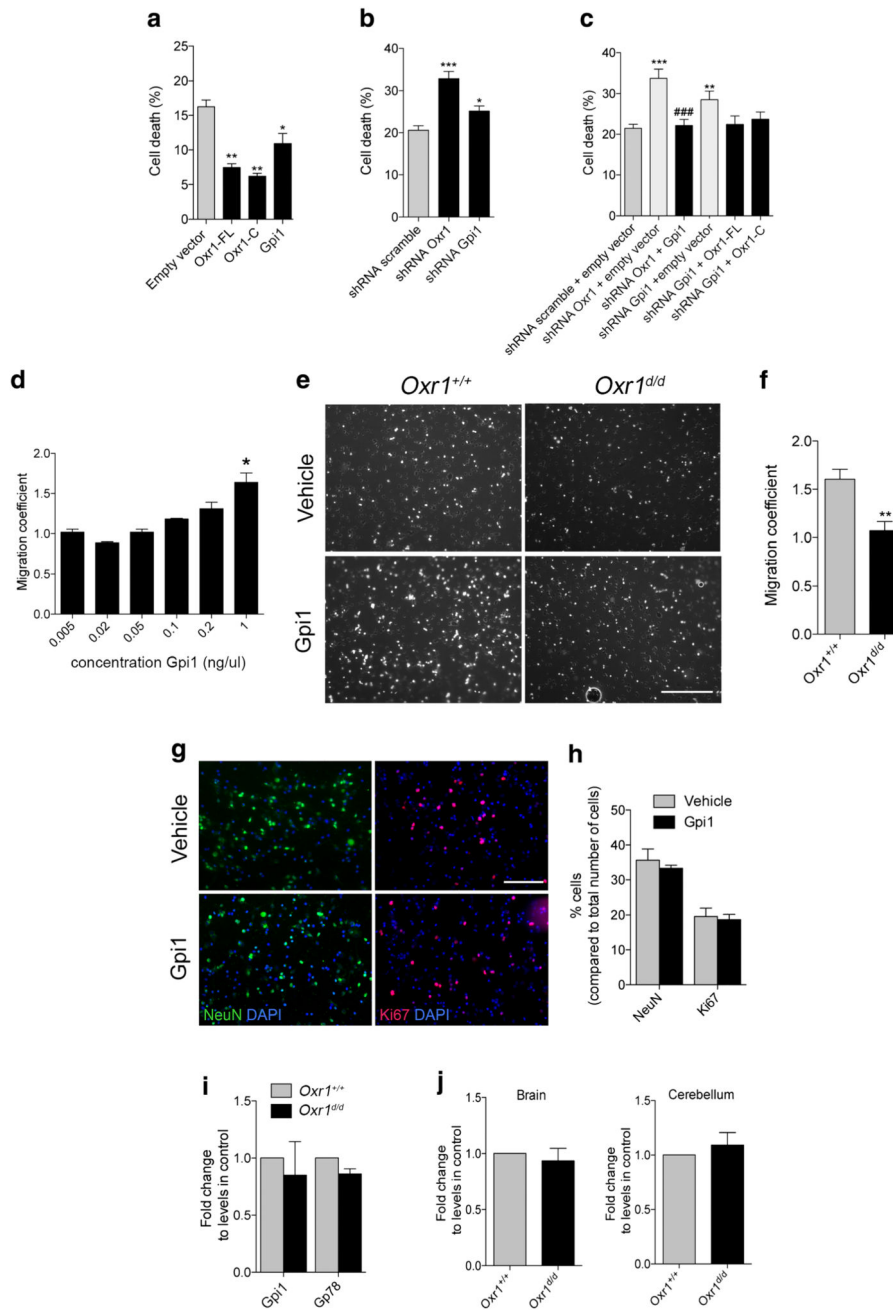 a
Cell death (%)
25
20
15
10
5
0
**
**
*
Empty vector
Oxr1-FL
Oxr1-C
Gpi1
b
Cell death (%)
40
30
20
10
0
***
*
shRNA scramble
shRNA Oxr1
shRNA Gpi1
c
Cell death (%)
50
40
30
20
10
0
***
###
**
shRNA scramble + empty vector
shRNA Oxr1 + empty vector
shRNA Oxr1 + Gpi1
shRNA Gpi1 +empty vector
shRNA Gpi1 + Oxr1-FL
shRNA Gpi1 + Oxr1-C
d
Migration coefficient
2.0
1.5
1.0
0.5
0.0
*
0.005
0.02
0.05
0.1
0.2
1
concentration Gpi1 (ng/ul)
e
Oxr1+/+
Oxr1d/d
Vehicle
Gpi1
f
Migration coefficient
2.0
1.5
1.0
0.5
0.0
**
Oxr1+/+
Oxr1d/d
g
Vehicle
Gpi1
NeuN DAPI
Ki67 DAPI
h
Vehicle
Gpi1
% cells
(compared to total number of cells)
50
40
30
20
10
0
NeuN
Ki67
i
Oxr1+/+
Oxr1d/d
Fold change
to levels in control
1.5
1.0
0.5
0.0
Gpi1
Gp78
j
Brain
Fold change
to levels in control
1.5
1.0
0.5
0.0
Oxr1+/+
Oxr1d/d
Cerebellum
Fold change
to levels in control
1.5
1.0
0.5
0.0
Oxr1+/+
Oxr1d/d